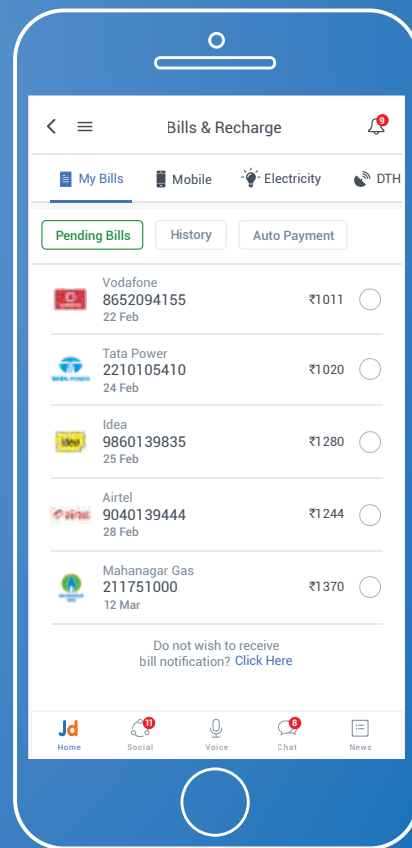 Bills & Recharge
9
My Bills
Mobile
Electricity
DTH
Pending Bills
History
Auto Payment
Vodafone
8652094155
₹1011
22 Feb
Tata Power
2210105410
₹1020
24 Feb
Idea
9860139835
₹1280
25 Feb
Airtel
9040139444
₹1244
28 Feb
Mahanagar Gas
211751000
₹1370
12 Mar
Do not wish to receive
bill notification? Click Here
Jd
11
8
Home
Social
Voice
Chat
News